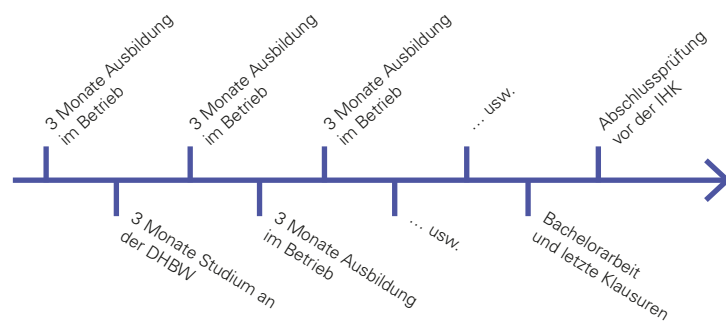 3 Monate Ausbildung
im Betrieb
3 Monate Studium an
der DHBW
3 Monate Ausbildung
im Betrieb
3 Monate Ausbildung
im Betrieb
3 Monate Ausbildung
im Betrieb
... usw.
... usw.
Bachelorarbeit
und letzte Klausuren
Abschlussprüfung
vor der IHK